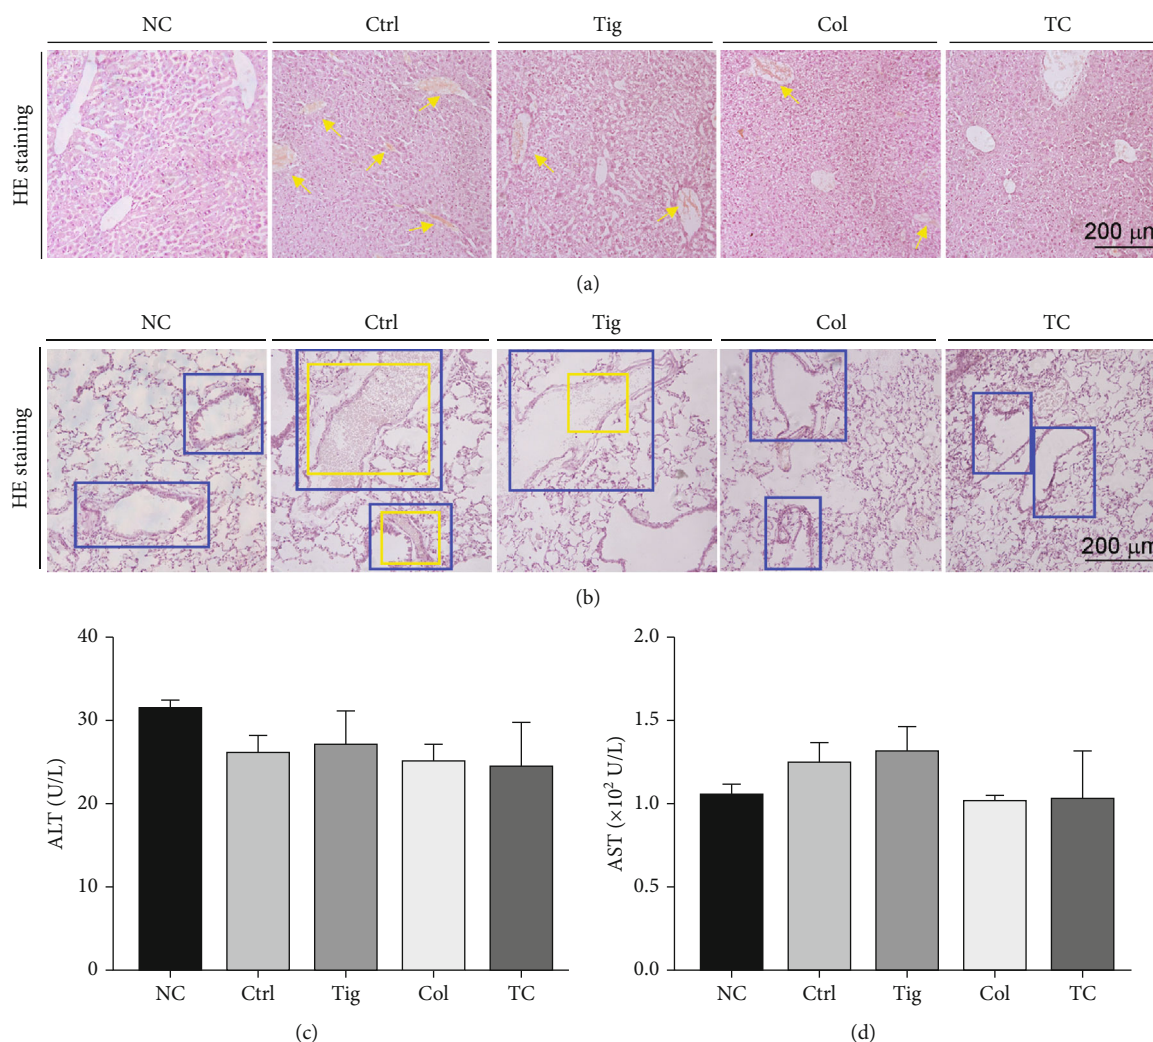 NC Ctrl Tig Col TC
HE staining
200 μm
(a)
NC Ctrl Tig Col TC
HE staining
200 μm
(b)
40
30
20
10
0
ALT (U/L)
NC Ctrl Tig Col TC
(c)
2.0
1.5
1.0
0.5
0.0
AST (×10² U/L)
NC Ctrl Tig Col TC
(d)